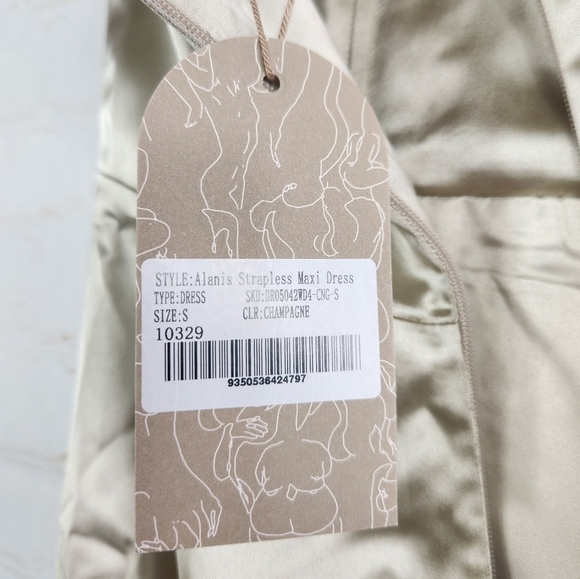 STYLE:Alanis Strapless Maxi Dress
TYPE:DRESS SKU:DR05042WD4-CNG-S
SIZE:S CLR:CHAMPAGNE
10329
9350536424797